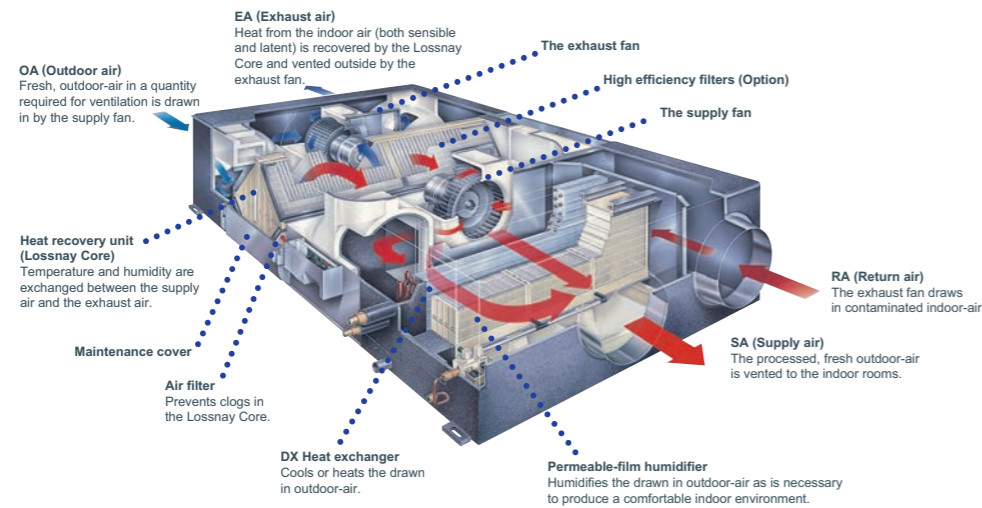 EA (Exhaust air)
Heat from the indoor air (both sensible
and latent) is recovered by the Lossnay
Core and vented outside by the
exhaust fan.
The exhaust fan
OA (Outdoor air)
Fresh, outdoor-air in a quantity
required for ventilation is drawn
in by the supply fan.
High efficiency filters (Option)
The supply fan
Heat recovery unit
(Lossnay Core)
Temperature and humidity are
exchanged between the supply
air and the exhaust air.
RA (Return air)
The exhaust fan draws
in contaminated indoor-air
SA (Supply air)
The processed, fresh outdoor-air
is vented to the indoor rooms.
Maintenance cover
Air filter
Prevents clogs in
the Lossnay Core.
DX Heat exchanger
Cools or heats the drawn
in outdoor-air.
Permeable-film humidifier
Humidifies the drawn in outdoor-air as is necessary
to produce a comfortable indoor environment.